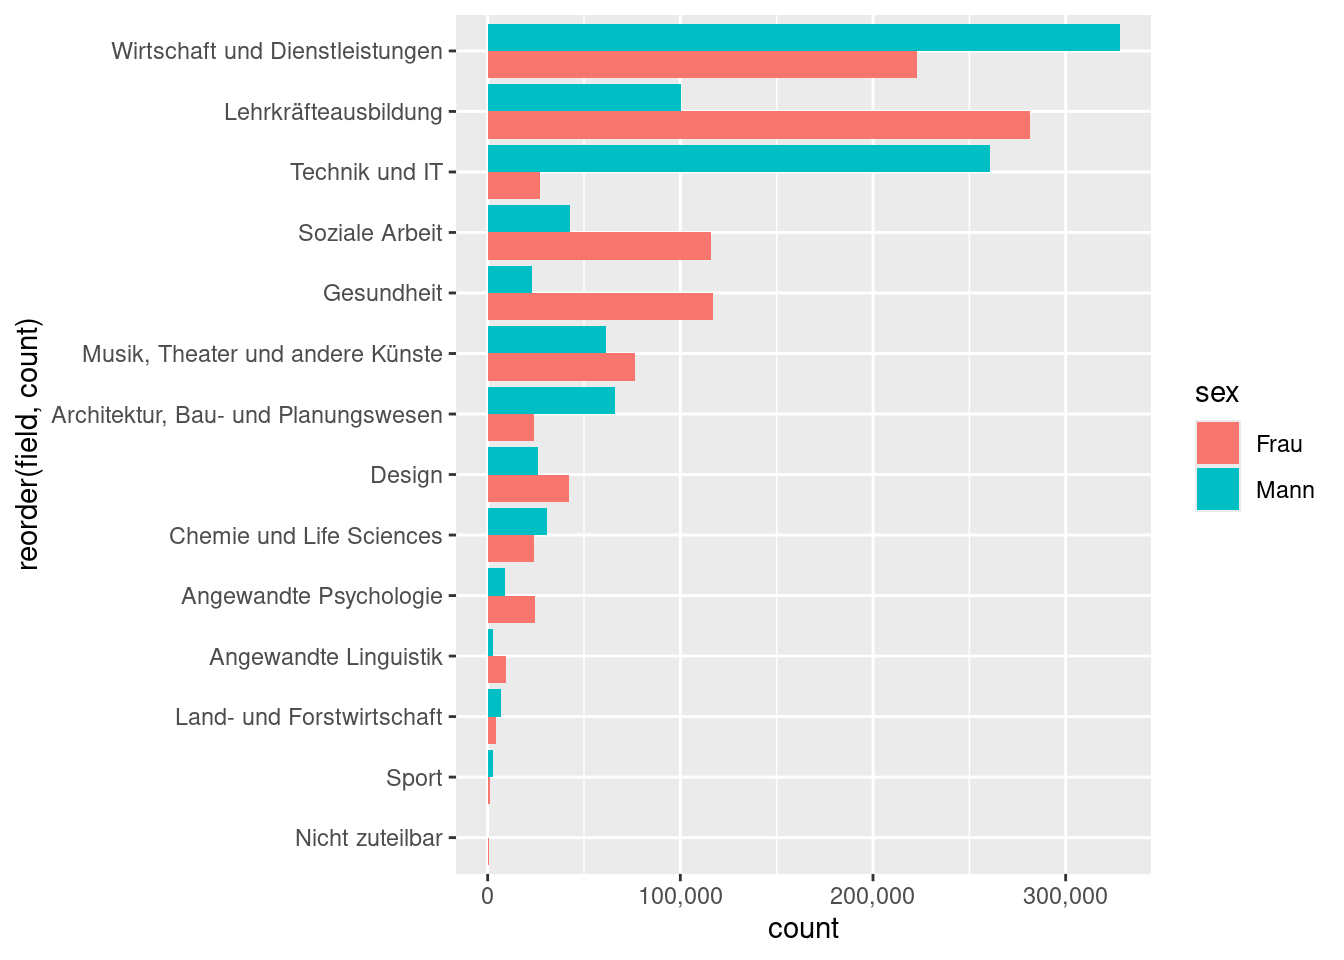 Wirtschaft und Dienstleistungen
Lehrkräfteausbildung
Technik und IT
Soziale Arbeit
Gesundheit
Musik, Theater und andere Künste
Architektur, Bau- und Planungswesen
Design
Chemie und Life Sciences
Angewandte Psychologie
Angewandte Linguistik
Land- und Forstwirtschaft
Sport
Nicht zuteilbar
reorder(field, count)
0 100,000 200,000 300,000
count
sex
Frau
Mann